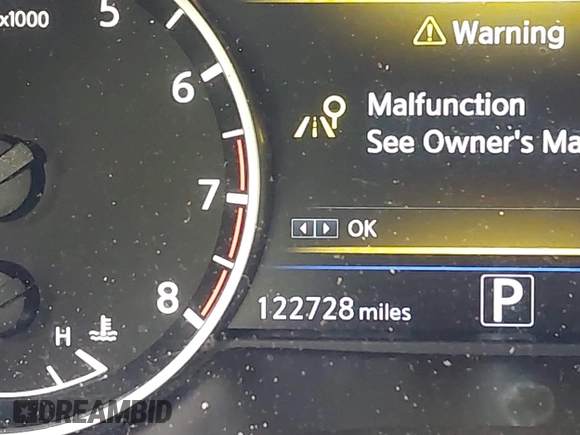 x1000
5
6
7
8
H
Warning
Malfunction
See Owner's Ma
OK
122728 miles
P
DREAMBID